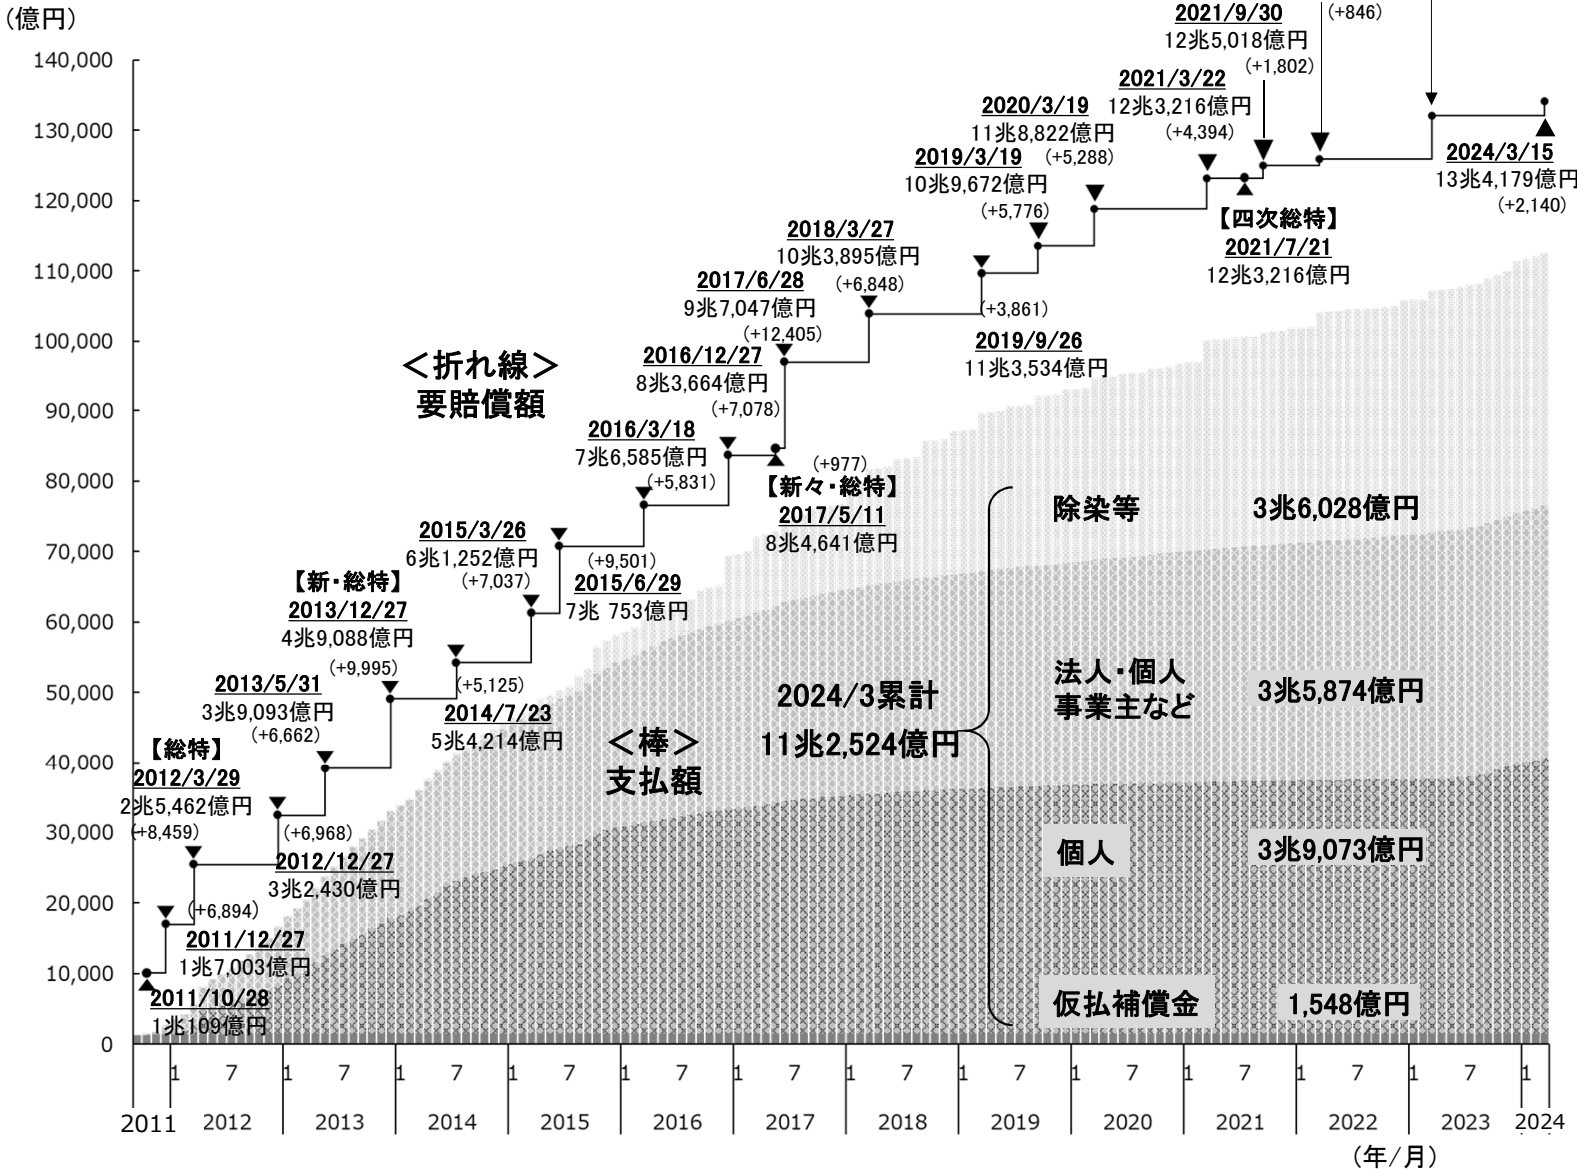 (億円)
140,000
130,000
120,000
110,000
100,000
90,000
80,000
70,000
60,000
50,000
40,000
30,000
20,000
10,000
0
2011/10/28
1兆109億円
2011/12/27
1兆7,003億円
(+6,894)
【総特】
2012/3/29
2兆5,462億円
(+8,459)
2012/12/27
3兆2,430億円
(+6,968)
2013/5/31
3兆9,093億円
(+6,662)
【新・総特】
2013/12/27
4兆9,088億円
(+9,995)
(+5,125)
2014/7/23
5兆4,214億円
2015/3/26
6兆1,252億円
(+7,037)
(+9,501)
2015/6/29
7兆 753億円
2016/3/18
7兆6,585億円
(+5,831)
2016/12/27
8兆3,664億円
(+7,078)
(+977)
【新々・総特】
2017/5/11
8兆4,641億円
2017/6/28
9兆7,047億円
(+12,405)
2018/3/27
10兆3,895億円
(+6,848)
2019/3/19
10兆9,672億円
(+5,776)
(+3,861)
2019/9/26
11兆3,534億円
2020/3/19
11兆8,822億円
(+5,288)
2021/3/22
12兆3,216億円
(+4,394)
【四次総特】
2021/7/21
12兆3,216億円
2021/9/30
12兆5,018億円
(+1,802)
(+846)
2024/3/15
13兆4,179億円
(+2,140)
＜折れ線＞
要賠償額
＜棒＞
支払額
2024/3累計
11兆2,524億円
除染等 3兆6,028億円
法人・個人
事業主など 3兆5,874億円
個人 3兆9,073億円
仮払補償金 1,548億円
1 7 1 7 1 7 1 7 1 7 1 7 1 7 1 7 1 7 1 7 1 7 1 7 1
2011 2012 2013 2014 2015 2016 2017 2018 2019 2020 2021 2022 2023 2024
(年/月)